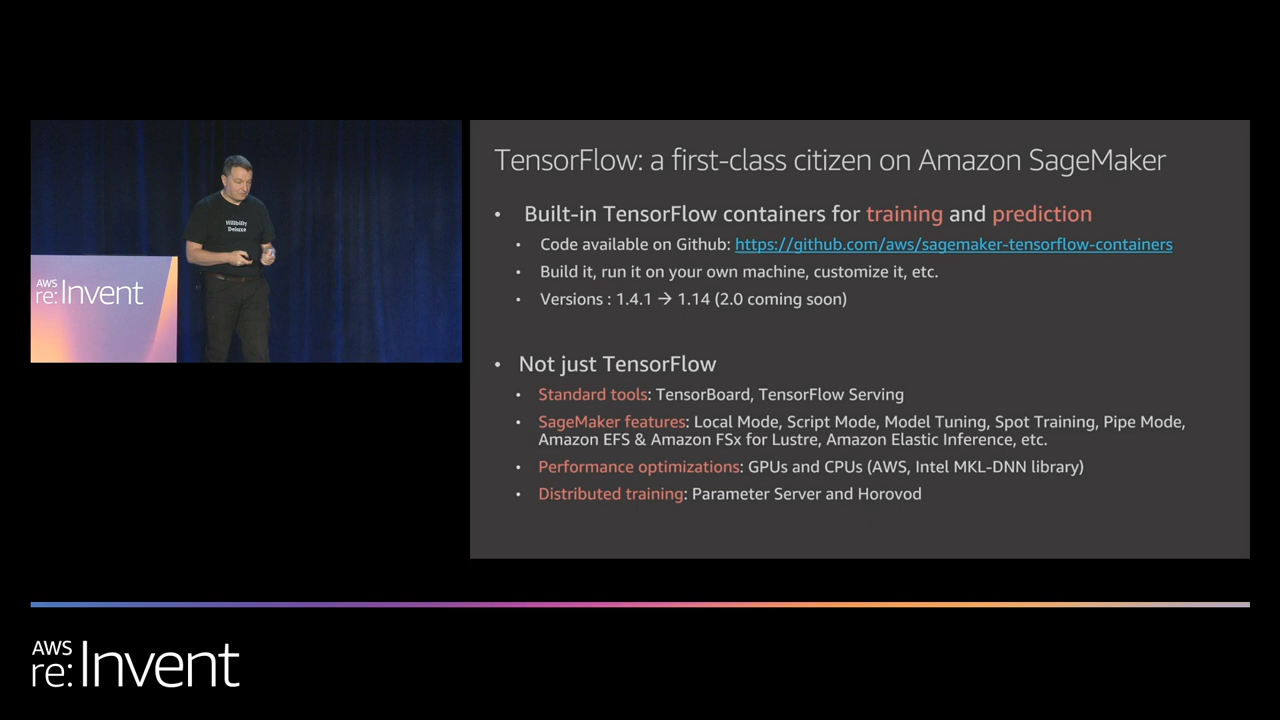 TensorFlow: a first-class citizen on Amazon SageMaker
• Built-in TensorFlow containers for training and prediction
• Code available on Github: https://github.com/aws/sagemaker-tensorflow-containers
• Build it, run it on your own machine, customize it, etc.
• Versions : 1.4.1 → 1.14 (2.0 coming soon)
• Not just TensorFlow
• Standard tools: TensorBoard, TensorFlow Serving
• SageMaker features: Local Mode, Script Mode, Model Tuning, Spot Training, Pipe Mode,
Amazon EFS & Amazon FSx for Lustre, Amazon Elastic Inference, etc.
• Performance optimizations: GPUs and CPUs (AWS, Intel MKL-DNN library)
• Distributed training: Parameter Server and Horovod
Hillbilly
Deluxe
AWS
re:Invent
AWS
re:Invent